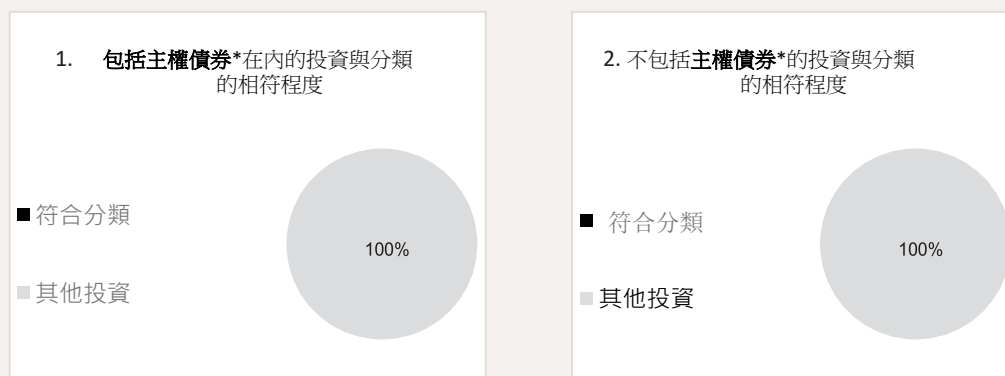 1. 包括主權債券*在內的投資與分類
的相符程度
符合分類
其他投資
100%
2. 不包括主權債券*的投資與分類
的相符程度
符合分類
其他投資
100%